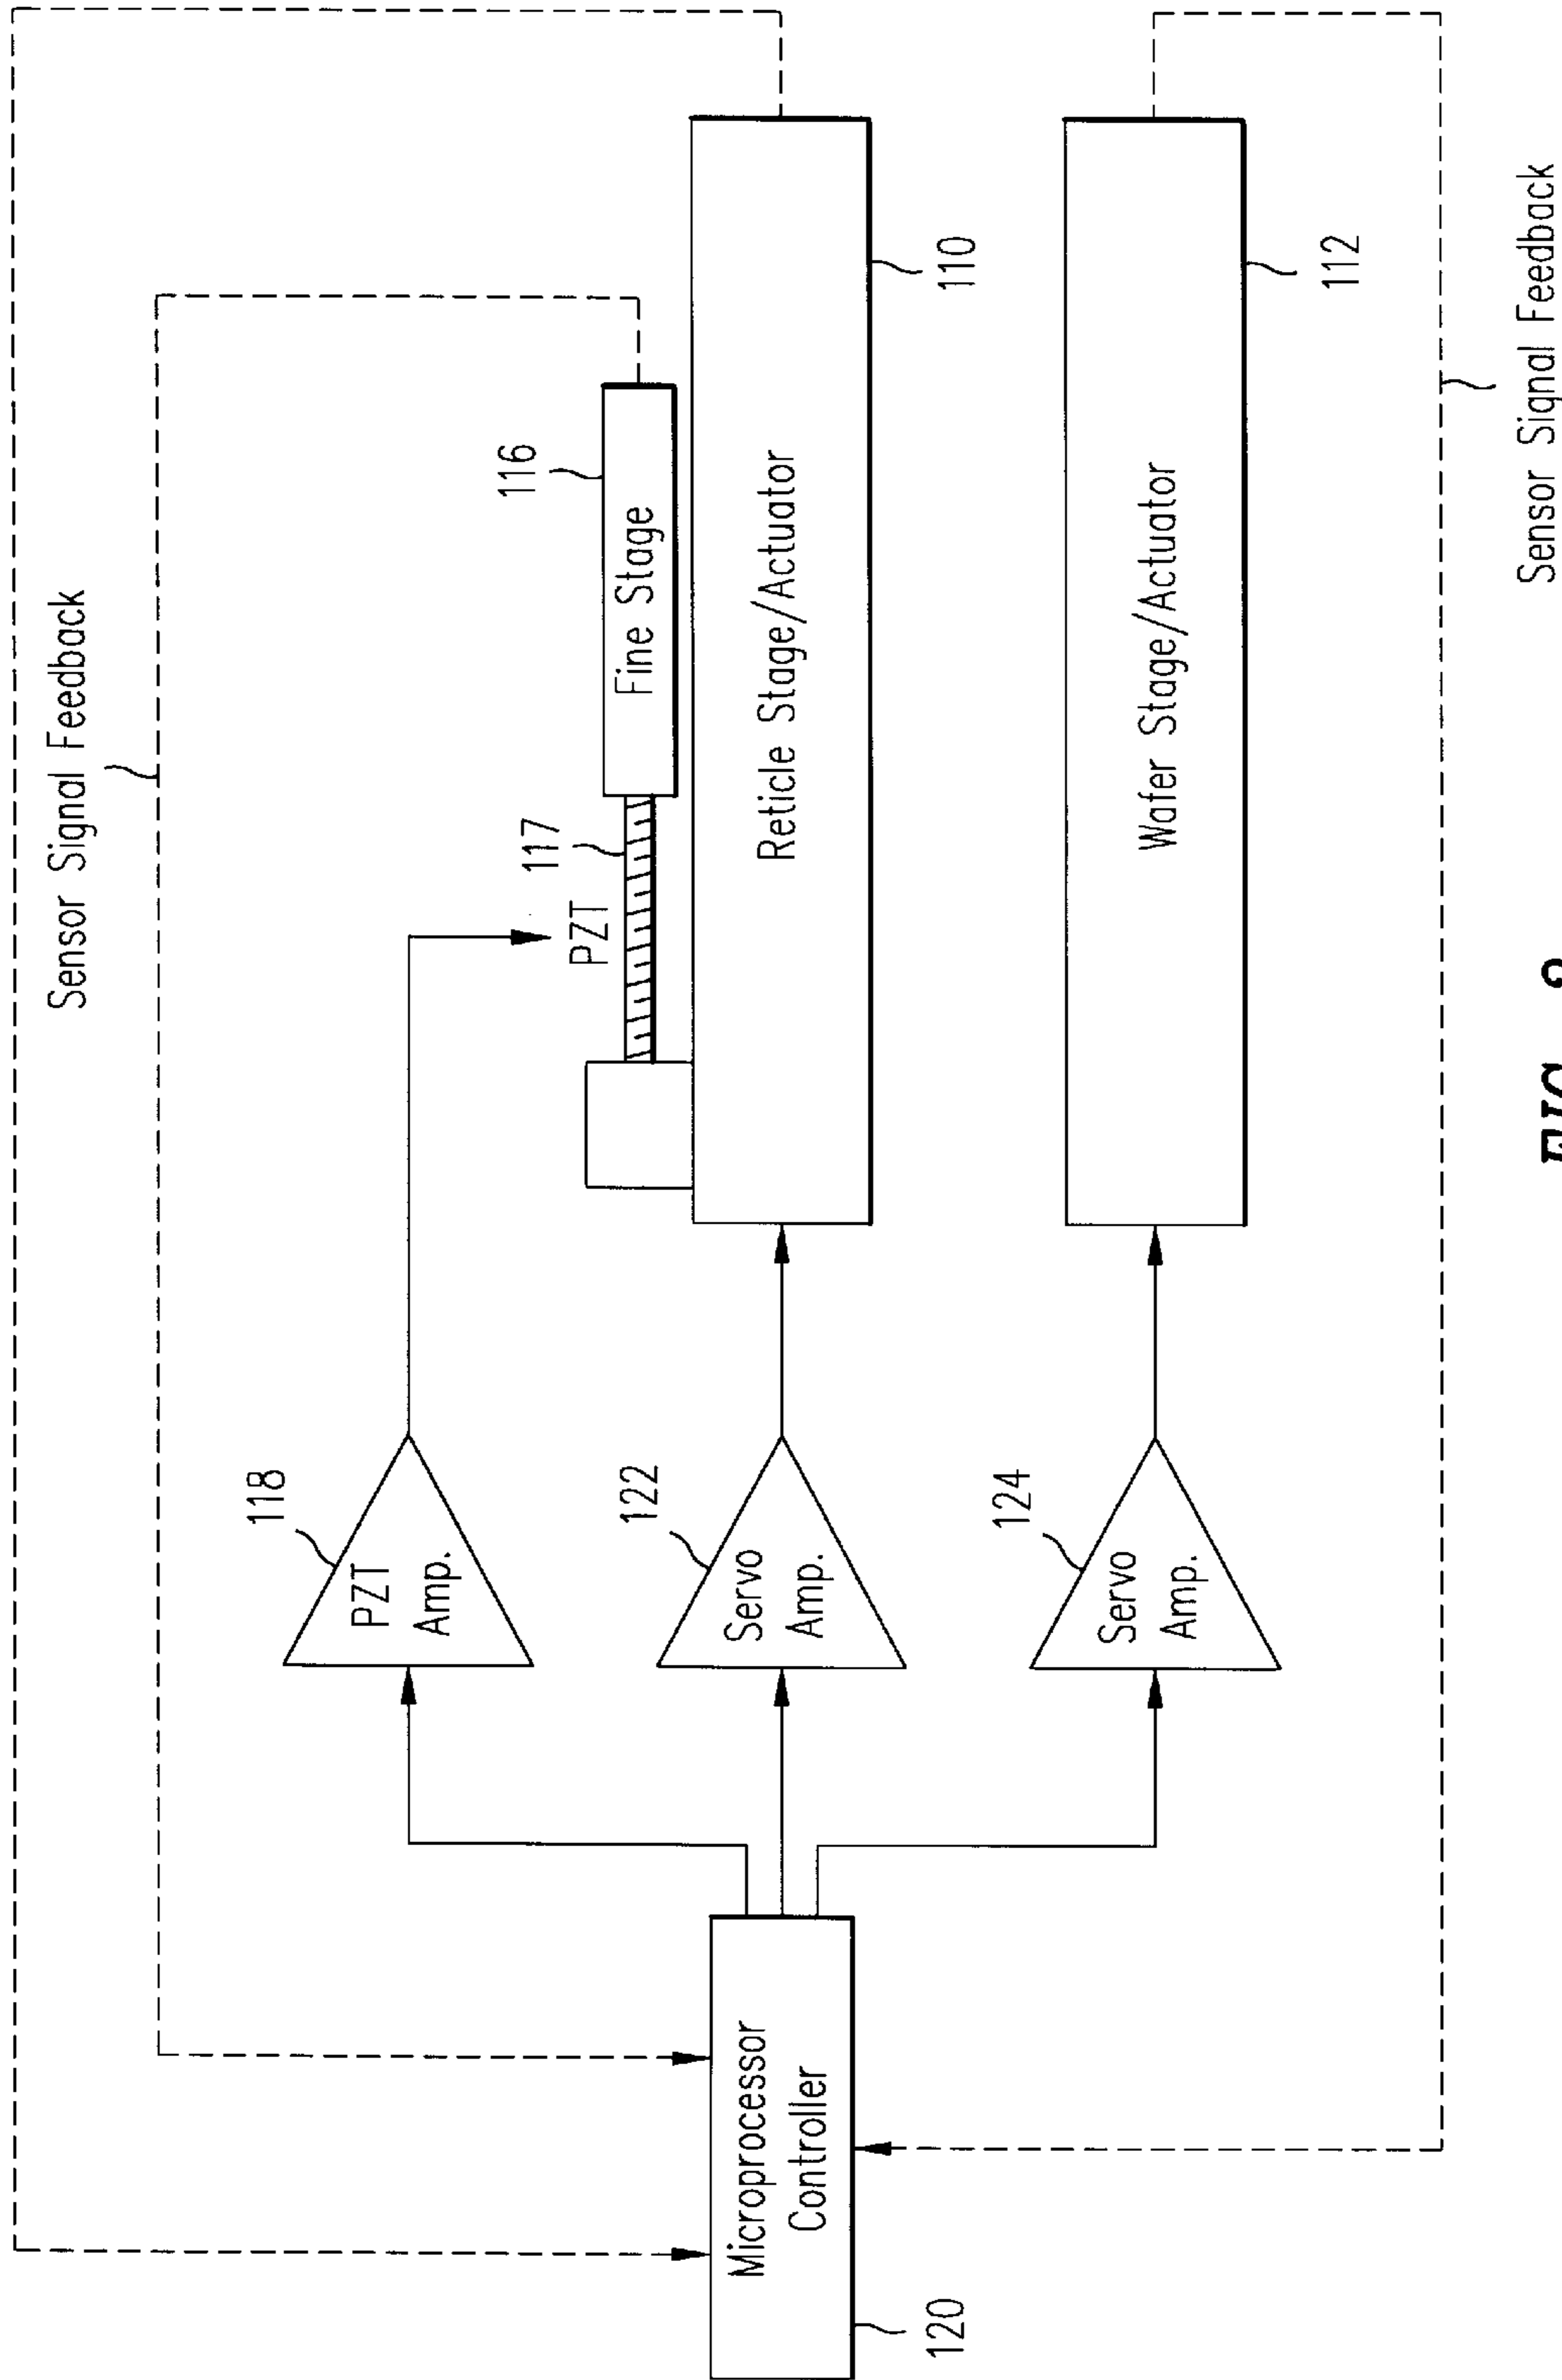 Sensor Signal Feedback
118
PZT
Amp.
116
117
PZT
Fine Stage
122
Servo
Amp.
Microprocessor
Controller
120
Reticle Stage/Actuator
110
124
Servo
Amp.
Wafer Stage/Actuator
112
Sensor Signal Feedback
FIG